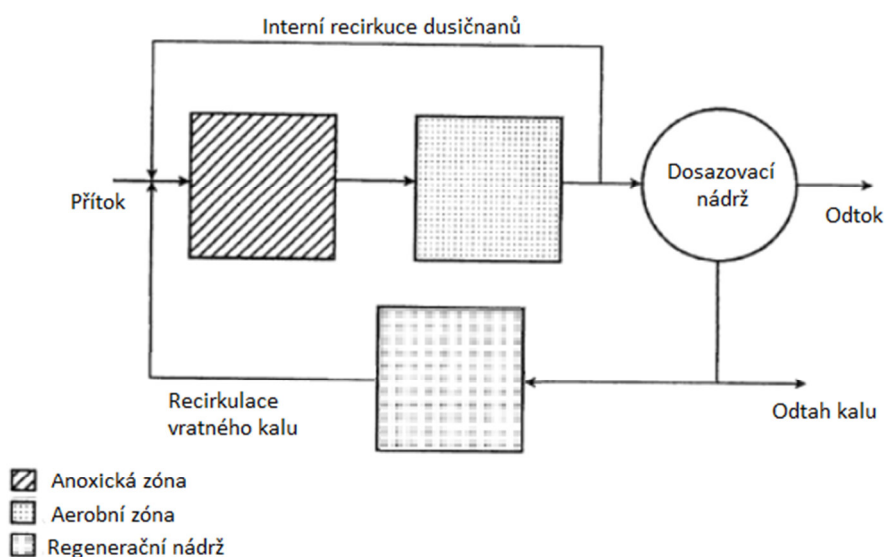 Interní recirkuce dusičnanů
Přítok
Dosazovací
nádrž
Odtok
Recirkulace
vratného kalu
Odtah kalu
Anoxická zóna
Aerobní zóna
Regenerační nádrž